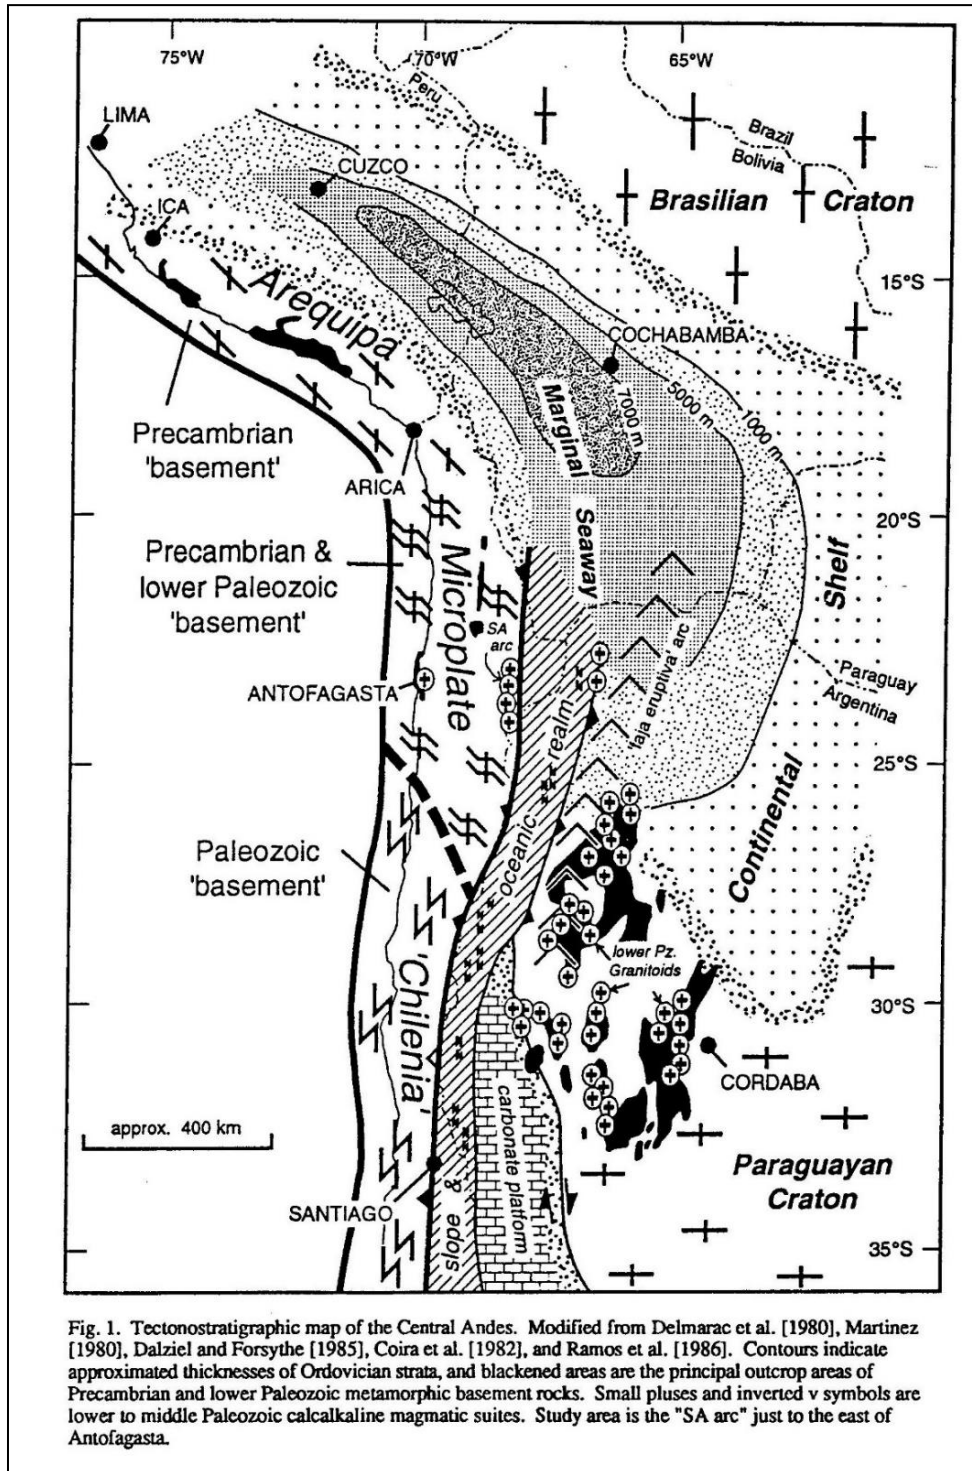 75°W
70°W
65°W
LIMA
Peru
Brazil
Bolivia
CUZCO
Brasilian Craton
ICA
15°S
Arequipa
COCHABAMBA
7000 m
5000 m
1000 m
Marginal
Seaway
Precambrian
'basement'
ARICA
20°S
Precambrian &
lower Paleozoic
'basement'
Microplate
Shelf
SA
arc
ANTOFAGASTA
'faja eruptiva' arc
Paraguay
Argentina
25°S
slope & oceanic realm
Continental
Paleozoic
'basement'
lower Pz.
Granitoids
'Chilenia'
30°S
CORDABA
approx. 400 km
carbonate platform
Paraguayan
Craton
SANTIAGO
35°S
Fig. 1. Tectonostratigraphic map of the Central Andes. Modified from Delmarac et al. [1980], Martinez
[1980], Dalziel and Forsythe [1985], Coira et al. [1982], and Ramos et al. [1986]. Contours indicate
approximated thicknesses of Ordovician strata, and blackened areas are the principal outcrop areas of
Precambrian and lower Paleozoic metamorphic basement rocks. Small pluses and inverted v symbols are
lower to middle Paleozoic calcalkaline magmatic suites. Study area is the "SA arc" just to the east of
Antofagasta.